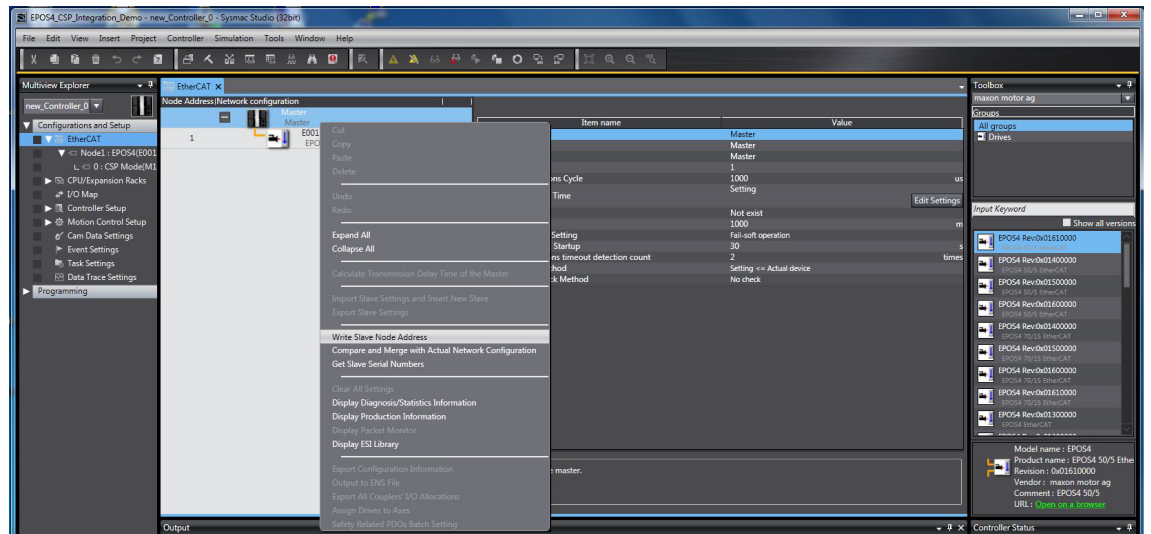 EPOS4_CSP_Integration_Demo - new_Controller_0 - Sysmac Studio (32bit)
File Edit View Insert Project Controller Simulation Tools Window Help
Multiview Explorer
new_Controller_0
Configurations and Setup
EtherCAT
Node1 : EPOS4(E001
0 : CSP Mode(M1
CPU/Expansion Racks
I/O Map
Controller Setup
Motion Control Setup
Cam Data Settings
Event Settings
Task Settings
Data Trace Settings
Programming
EtherCAT
Node Address|Network configuration
Master
Master
1
E001
EPO
Cut
Copy
Paste
Delete
Undo
Redo
Expand All
Collapse All
Calculate Transmission Delay Time of the Master
Import Slave Settings and Insert New Slave
Export Slave Settings
Write Slave Node Address
Compare and Merge with Actual Network Configuration
Get Slave Serial Numbers
Clear All Settings
Display Diagnosis/Statistics Information
Display Production Information
Display Packet Monitor
Display ESI Library
Export Configuration Information
Output to ENS File
Export All Couplers' I/O Allocations
Assign Drives to Axes
Safety Related PDOs Batch Setting
Item name Value
Master
Master
Master
1
ons Cycle 1000 us
Time Setting
Edit Settings
Not exist
1000 m
Setting Fail-soft operation
Startup 30 s
ons timeout detection count 2 times
hod Setting <= Actual device
ck Method No check
e master.
Output
Toolbox
maxon motor ag
Groups
All groups
Drives
Input Keyword
Show all versions
EPOS4 Rev:0x01610000
EPOS4 50/5 EtherCAT
EPOS4 Rev:0x01400000
EPOS4 50/5 EtherCAT
EPOS4 Rev:0x01500000
EPOS4 50/5 EtherCAT
EPOS4 Rev:0x01600000
EPOS4 50/5 EtherCAT
EPOS4 Rev:0x01400000
EPOS4 70/15 EtherCAT
EPOS4 Rev:0x01500000
EPOS4 70/15 EtherCAT
EPOS4 Rev:0x01600000
EPOS4 70/15 EtherCAT
EPOS4 Rev:0x01610000
EPOS4 70/15 EtherCAT
EPOS4 Rev:0x01300000
EPOS4 EtherCAT
Model name : EPOS4
Product name : EPOS4 50/5 Ethe
Revision : 0x01610000
Vendor : maxon motor ag
Comment : EPOS4 50/5
URL : Open on a browser
Controller Status